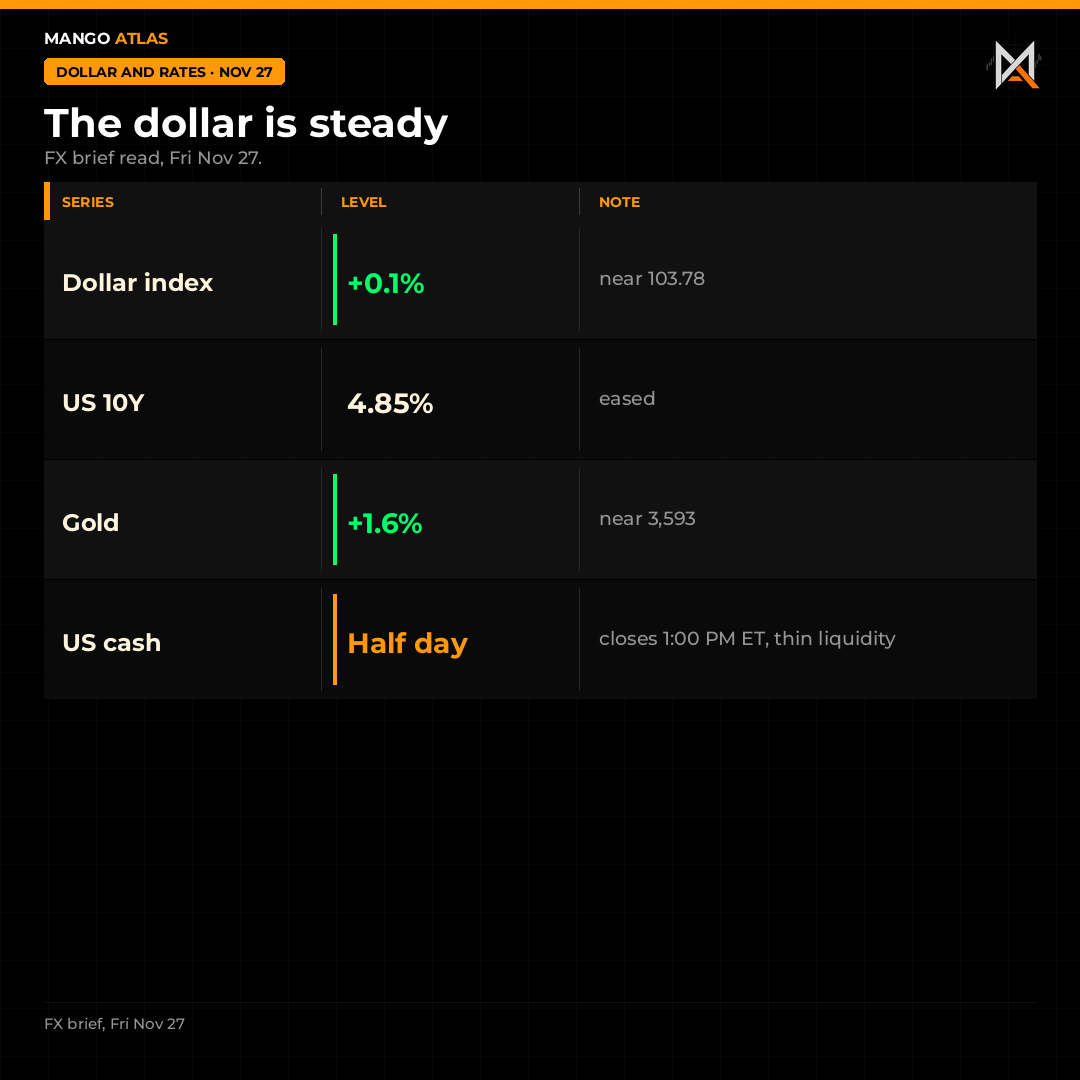 MANGO ATLAS
DOLLAR AND RATES · NOV 27
The dollar is steady
FX brief read, Fri Nov 27.
SERIES LEVEL NOTE
Dollar index +0.1% near 103.78
US 10Y 4.85% eased
Gold +1.6% near 3,593
US cash Half day closes 1:00 PM ET, thin liquidity
FX brief, Fri Nov 27